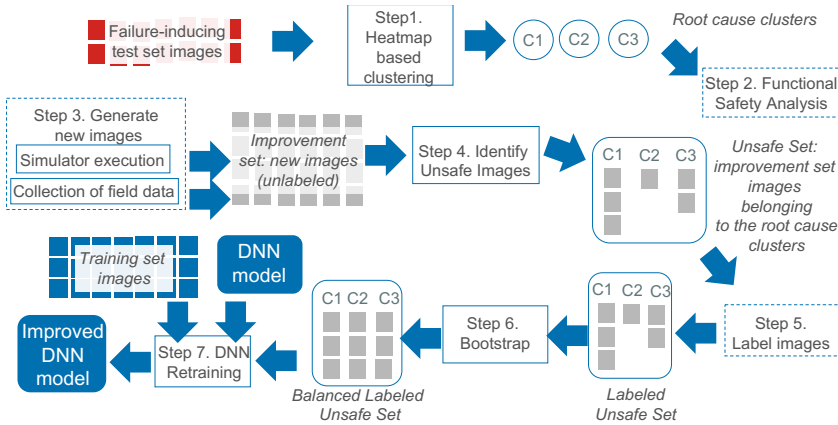 Failure-inducing
test set images
Step1.
Heatmap
based
clustering
C1 C2 C3
Root cause clusters
Step 2. Functional
Safety Analysis
Step 3. Generate
new images
Simulator execution
Collection of field data
Improvement
set: new images
(unlabeled)
Step 4. Identify
Unsafe Images
C1 C2 C3
Unsafe Set:
improvement set
images
belonging
to the root cause
clusters
Step 5.
Label images
C1 C2 C3
Labeled
Unsafe Set
Step 6.
Bootstrap
C1 C2 C3
Balanced Labeled
Unsafe Set
Training set
images
DNN
model
Step 7. DNN
Retraining
Improved
DNN
model